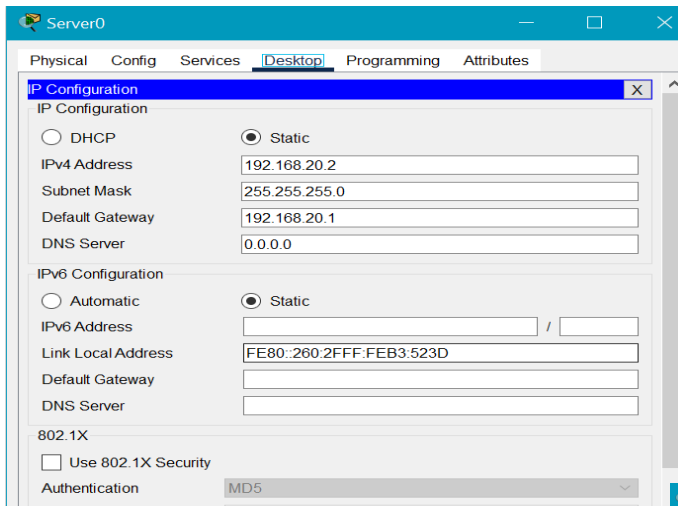 Server0
Physical Config Services Desktop Programming Attributes
IP Configuration X
IP Configuration
DHCP Static
IPv4 Address 192.168.20.2
Subnet Mask 255.255.255.0
Default Gateway 192.168.20.1
DNS Server 0.0.0.0
IPv6 Configuration
Automatic Static
IPv6 Address /
Link Local Address FE80::260:2FFF:FEB3:523D
Default Gateway
DNS Server
802.1X
Use 802.1X Security
Authentication MD5